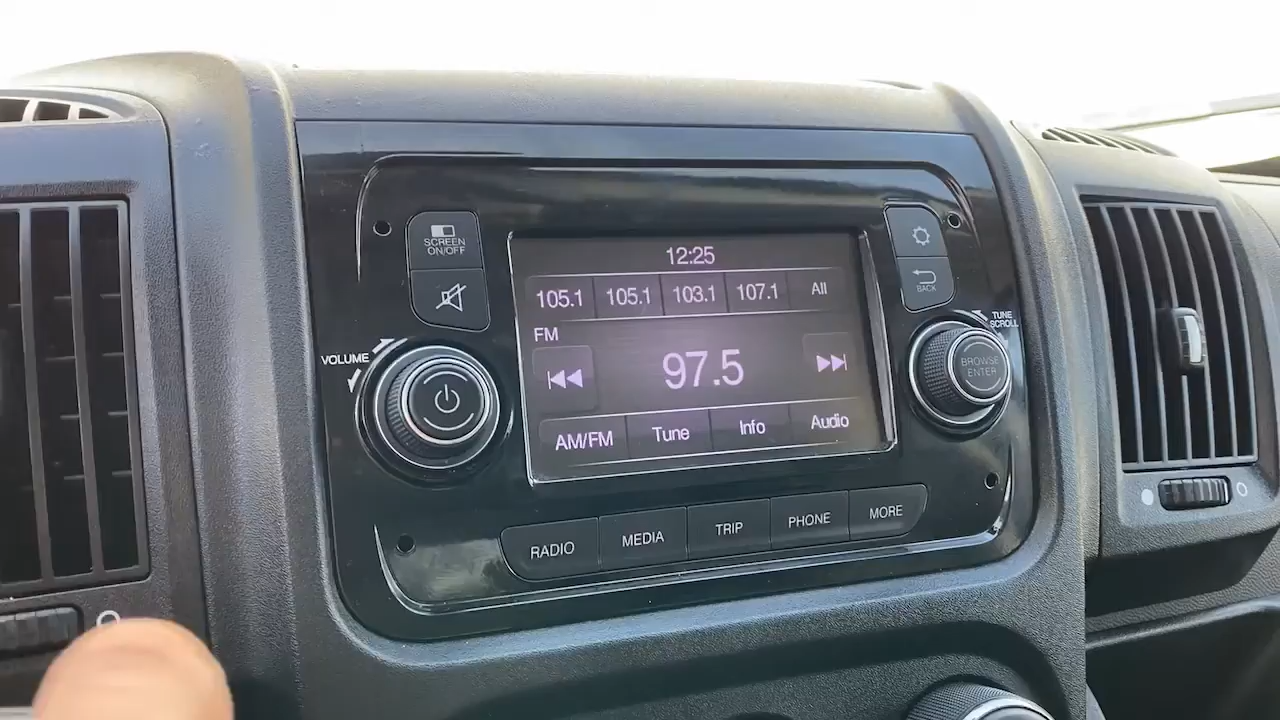 SCREEN
ON/OFF
12:25
105.1 105.1 103.1 107.1 All
FM
97.5
AM/FM Tune Info Audio
BACK
VOLUME
TUNE
SCROLL
BROWSE
ENTER
RADIO MEDIA TRIP PHONE MORE